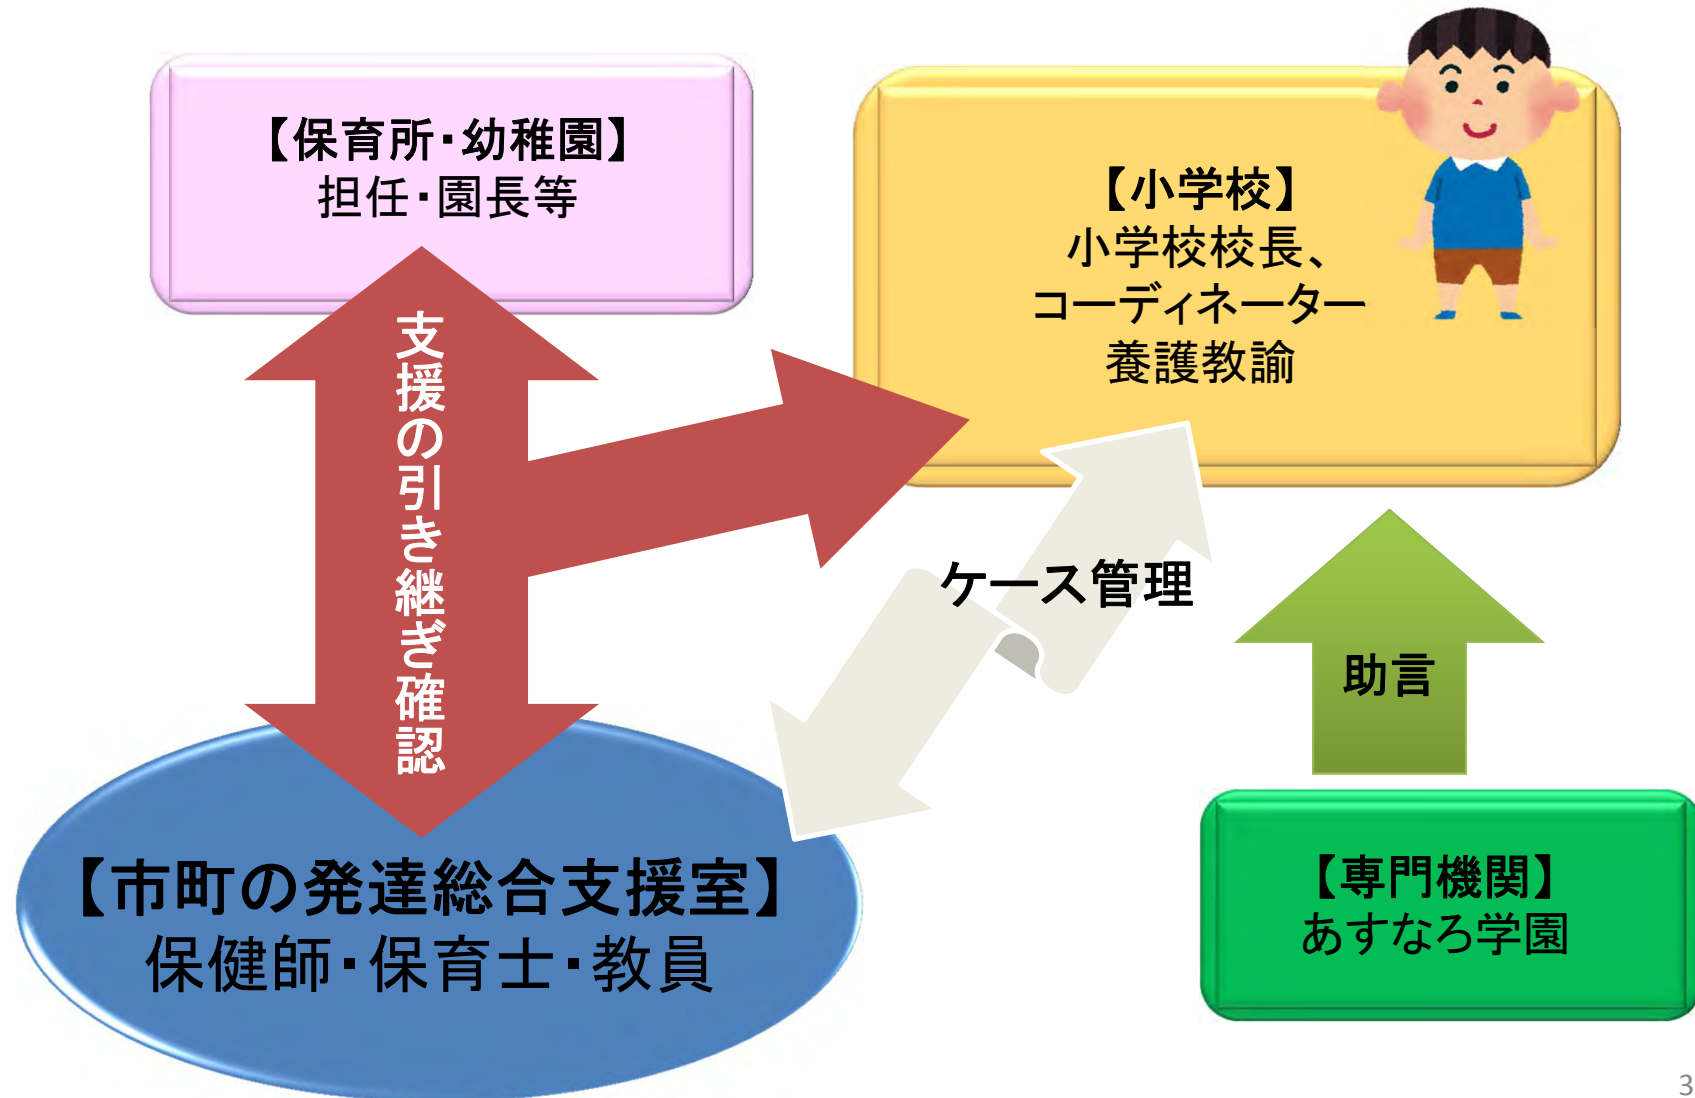 【保育所・幼稚園】
担任・園長等
【小学校】
小学校校長、
コーディネーター
養護教諭
支援の引き継ぎ確認
ケース管理
助言
【市町の発達総合支援室】
保健師・保育士・教員
【専門機関】
あすなろ学園
3